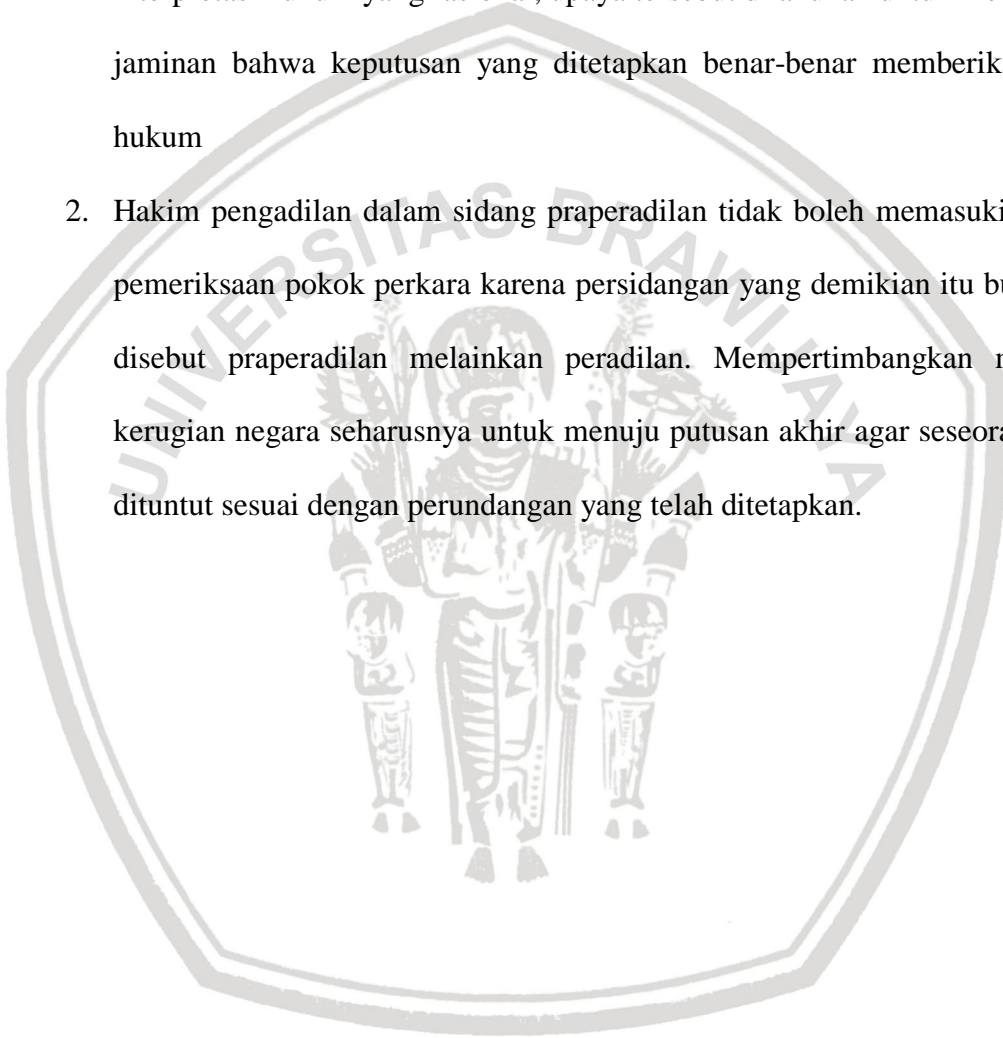 jaminan bahwa keputusan yang ditetapkan benar-benar
hukum
2. Hakim pengadilan dalam sidang praperadilan tidak boleh memasuki
pemeriksaan pokok perkara karena persidangan yang demikian itu
disebut praperadilan melainkan peradilan. Mempertimbangkan
kerugian negara seharusnya untuk menuju putusan akhir agar
dituntut sesuai dengan perundangan yang telah ditetapkan.
UNIVERSITAS BRAWIJAYA